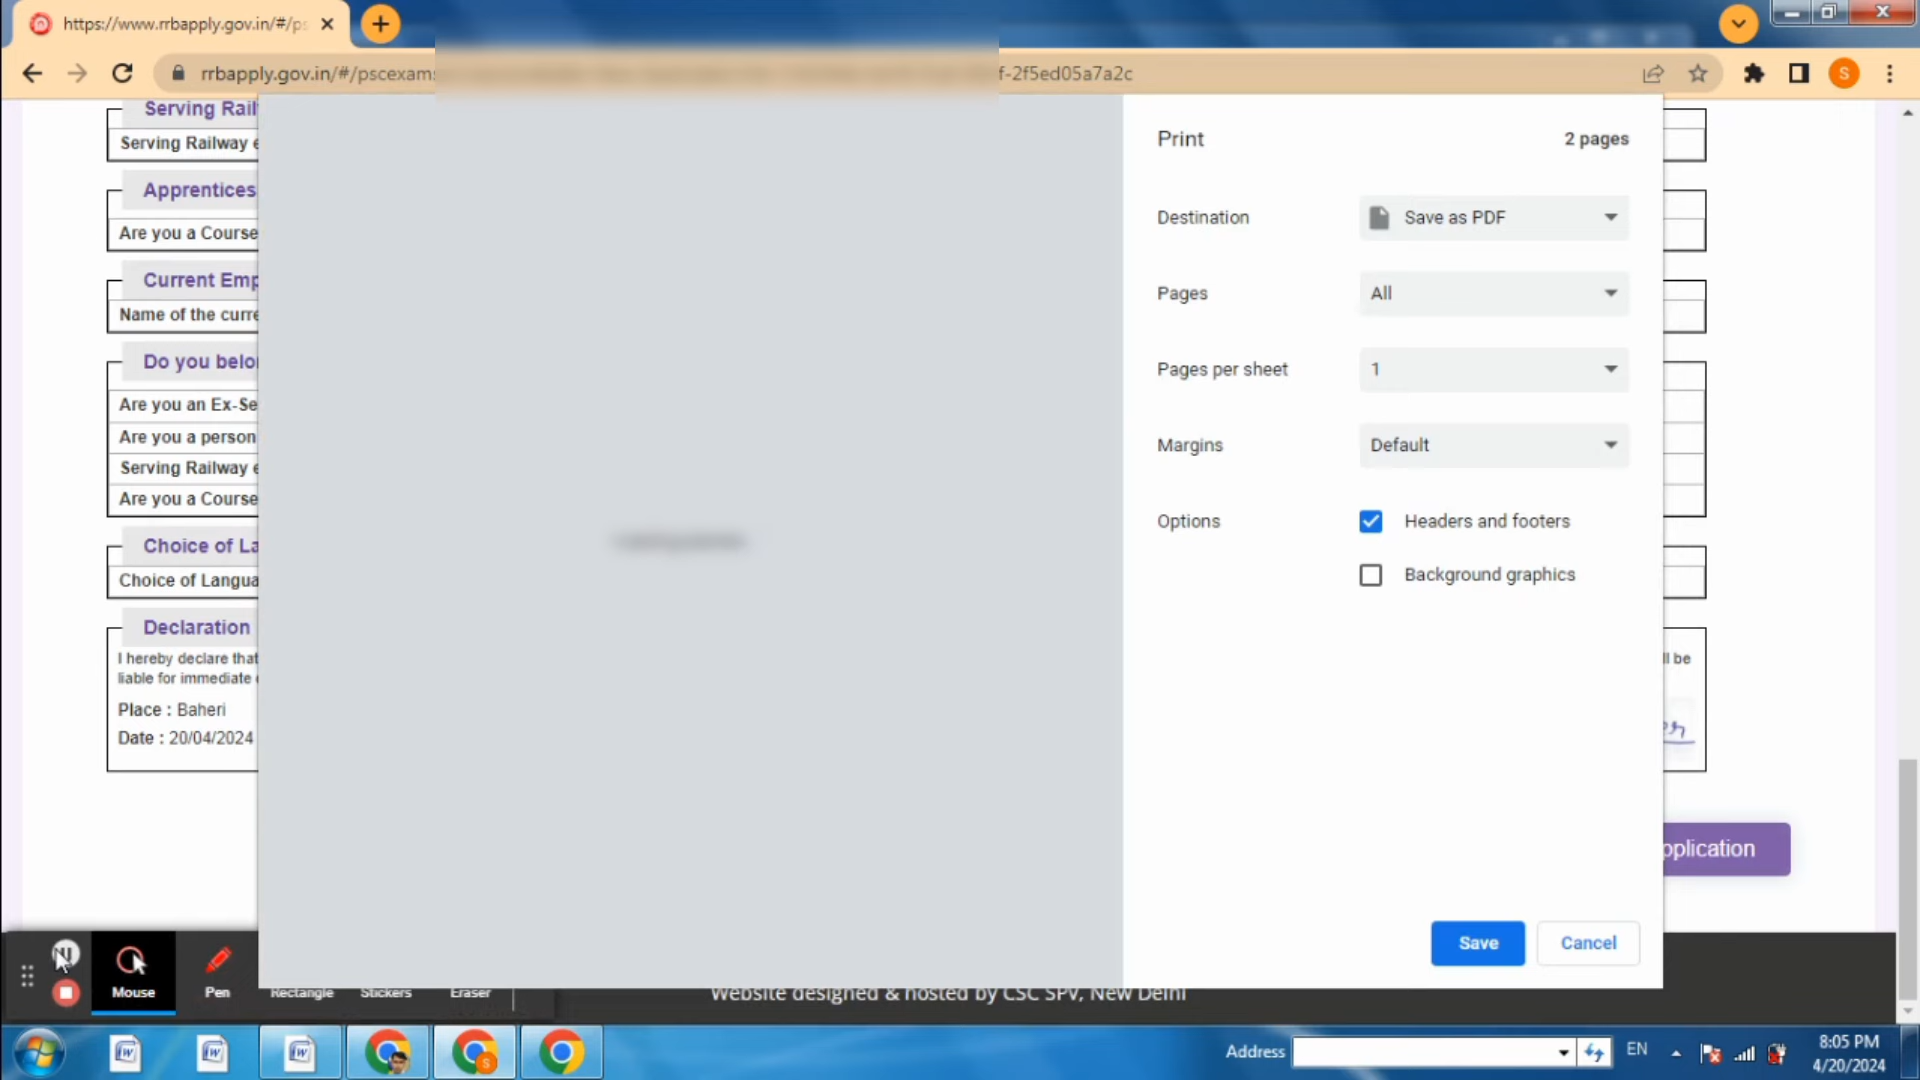 https://www.rrbapply.gov.in/#/ps
rrbapply.gov.in/#/pscexam
f-2f5ed05a7a2c
S
Serving Rail
Serving Railway e
Apprentices
Are you a Course
Current Emp
Name of the curre
Do you belo
Are you an Ex-Se
Are you a person
Serving Railway e
Are you a Course
Choice of La
Choice of Langua
Declaration
I hereby declare that
ll be
liable for immediate
Place : Baheri
Date : 20/04/2024
Print
2 pages
Destination
Save as PDF
Pages
All
Pages per sheet
1
Margins
Default
Options
Headers and footers
Background graphics
pplication
Save
Cancel
Mouse
Pen
Rectangle
Stickers
Eraser
Website designed & hosted by CSC SPV, New Delhi
Address
EN
8:05 PM
4/20/2024